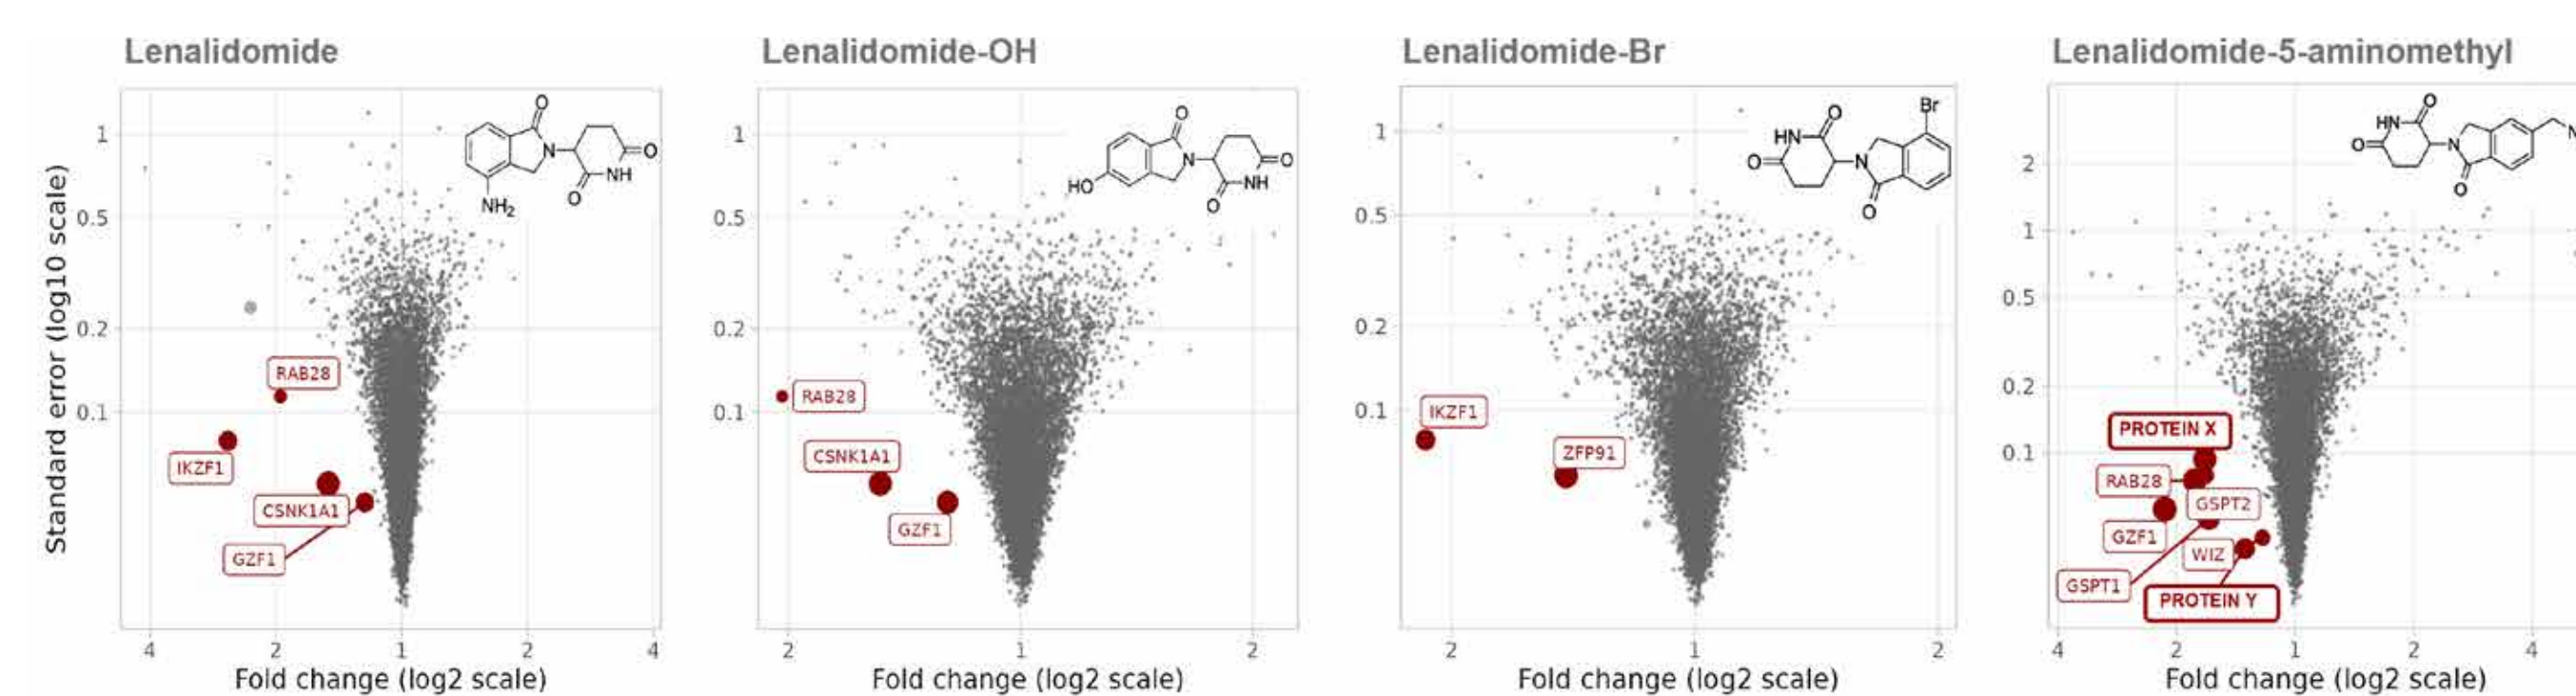 Lenalidomide
Lenalidomide-OH
Lenalidomide-Br
Lenalidomide-5-aminomethyl
Standard error (log10 scale)
1
0.5
0.2
0.1
4
2
1
2
4
Fold change (log2 scale)
RAB28
IKZF1
CSNK1A1
GZF1
O
N
O
NH
O
NH2
1
0.5
0.2
0.1
2
1
2
Fold change (log2 scale)
RAB28
CSNK1A1
GZF1
O
N
O
NH
O
HO
1
0.5
0.2
0.1
2
1
2
Fold change (log2 scale)
IKZF1
ZFP91
Br
O
HN
O
N
O
2
1
0.5
0.2
0.1
4
2
1
2
4
Fold change (log2 scale)
PROTEIN X
RAB28
GSPT2
GZF1
WIZ
GSPT1
PROTEIN Y
O
HN
O
N
O